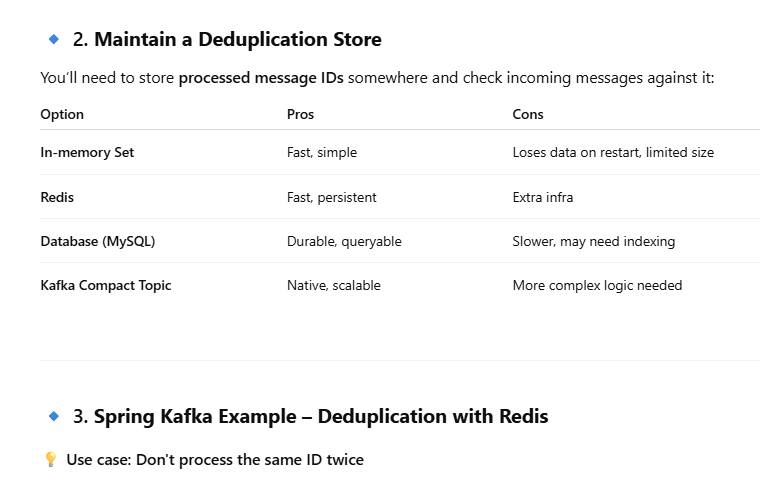 🔹 2. Maintain a Deduplication Store
You'll need to store processed message IDs somewhere and check incoming messages against it:
Option Pros Cons
In-memory Set Fast, simple Loses data on restart, limited size
Redis Fast, persistent Extra infra
Database (MySQL) Durable, queryable Slower, may need indexing
Kafka Compact Topic Native, scalable More complex logic needed
🔹 3. Spring Kafka Example – Deduplication with Redis
💡 Use case: Don't process the same ID twice